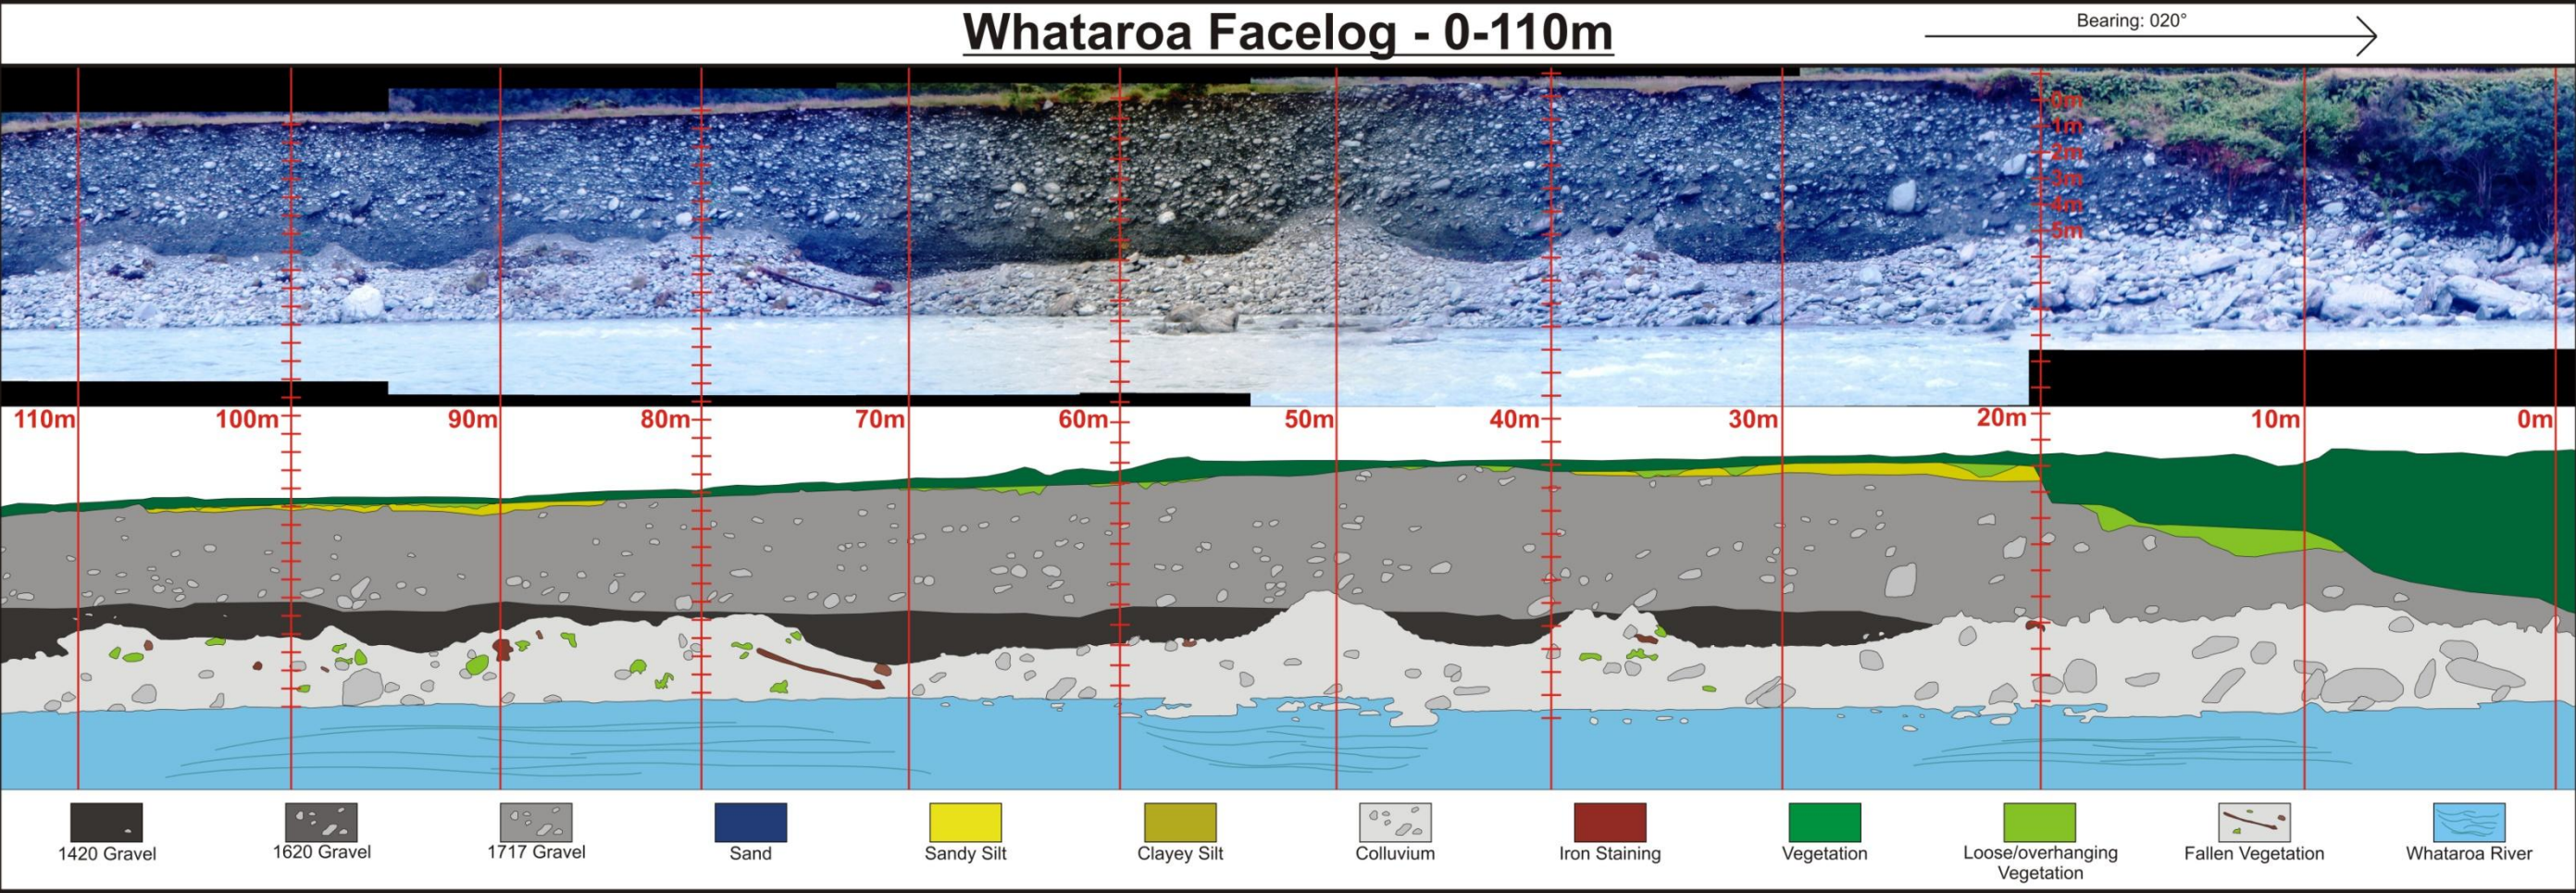 Whataroa Facelog - 0-110m
Bearing: 020°
0m
1m
2m
3m
4m
5m
110m 100m 90m 80m 70m 60m 50m 40m 30m 20m 10m 0m
1420 Gravel 1620 Gravel 1717 Gravel Sand Sandy Silt Clayey Silt Colluvium Iron Staining Vegetation Loose/overhanging Fallen Vegetation Whataroa River
Vegetation